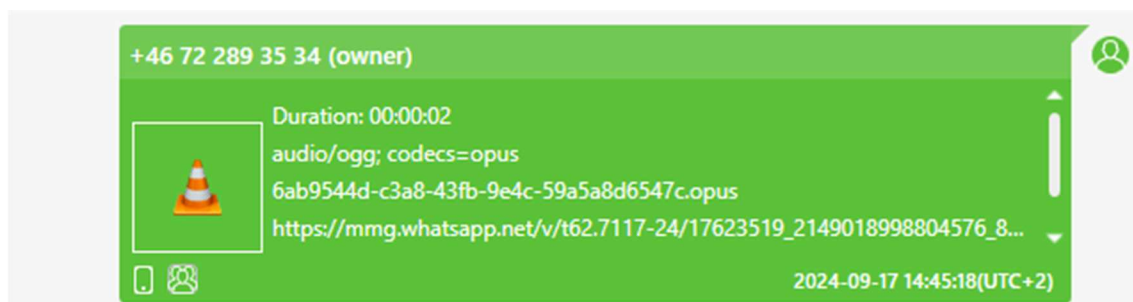 +46 72 289 35 34 (owner)
Duration: 00:00:02
audio/ogg; codecs=opus
6ab9544d-c3a8-43fb-9e4c-59a5a8d6547c.opus
https://mmg.whatsapp.net/v/t62.7117-24/17623519_2149018998804576_8...
2024-09-17 14:45:18(UTC+2)